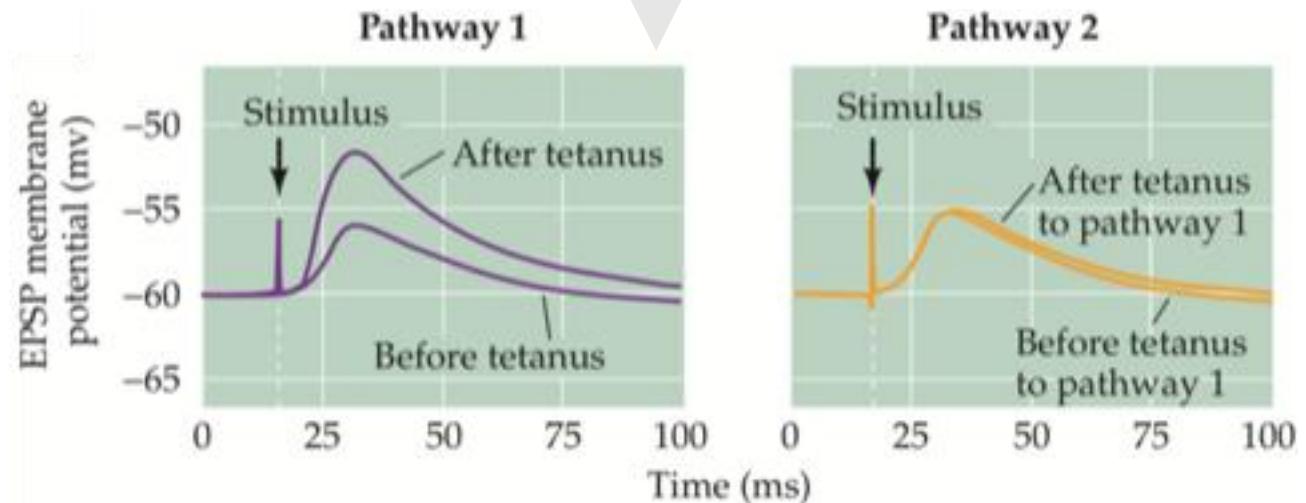 Pathway 1
EPSP membrane
potential (mv)
−50
−55
−60
−65
Stimulus
After tetanus
Before tetanus
0 25 50 75 100
Pathway 2
Stimulus
After tetanus
to pathway 1
Before tetanus
to pathway 1
0 25 50 75 100
Time (ms)